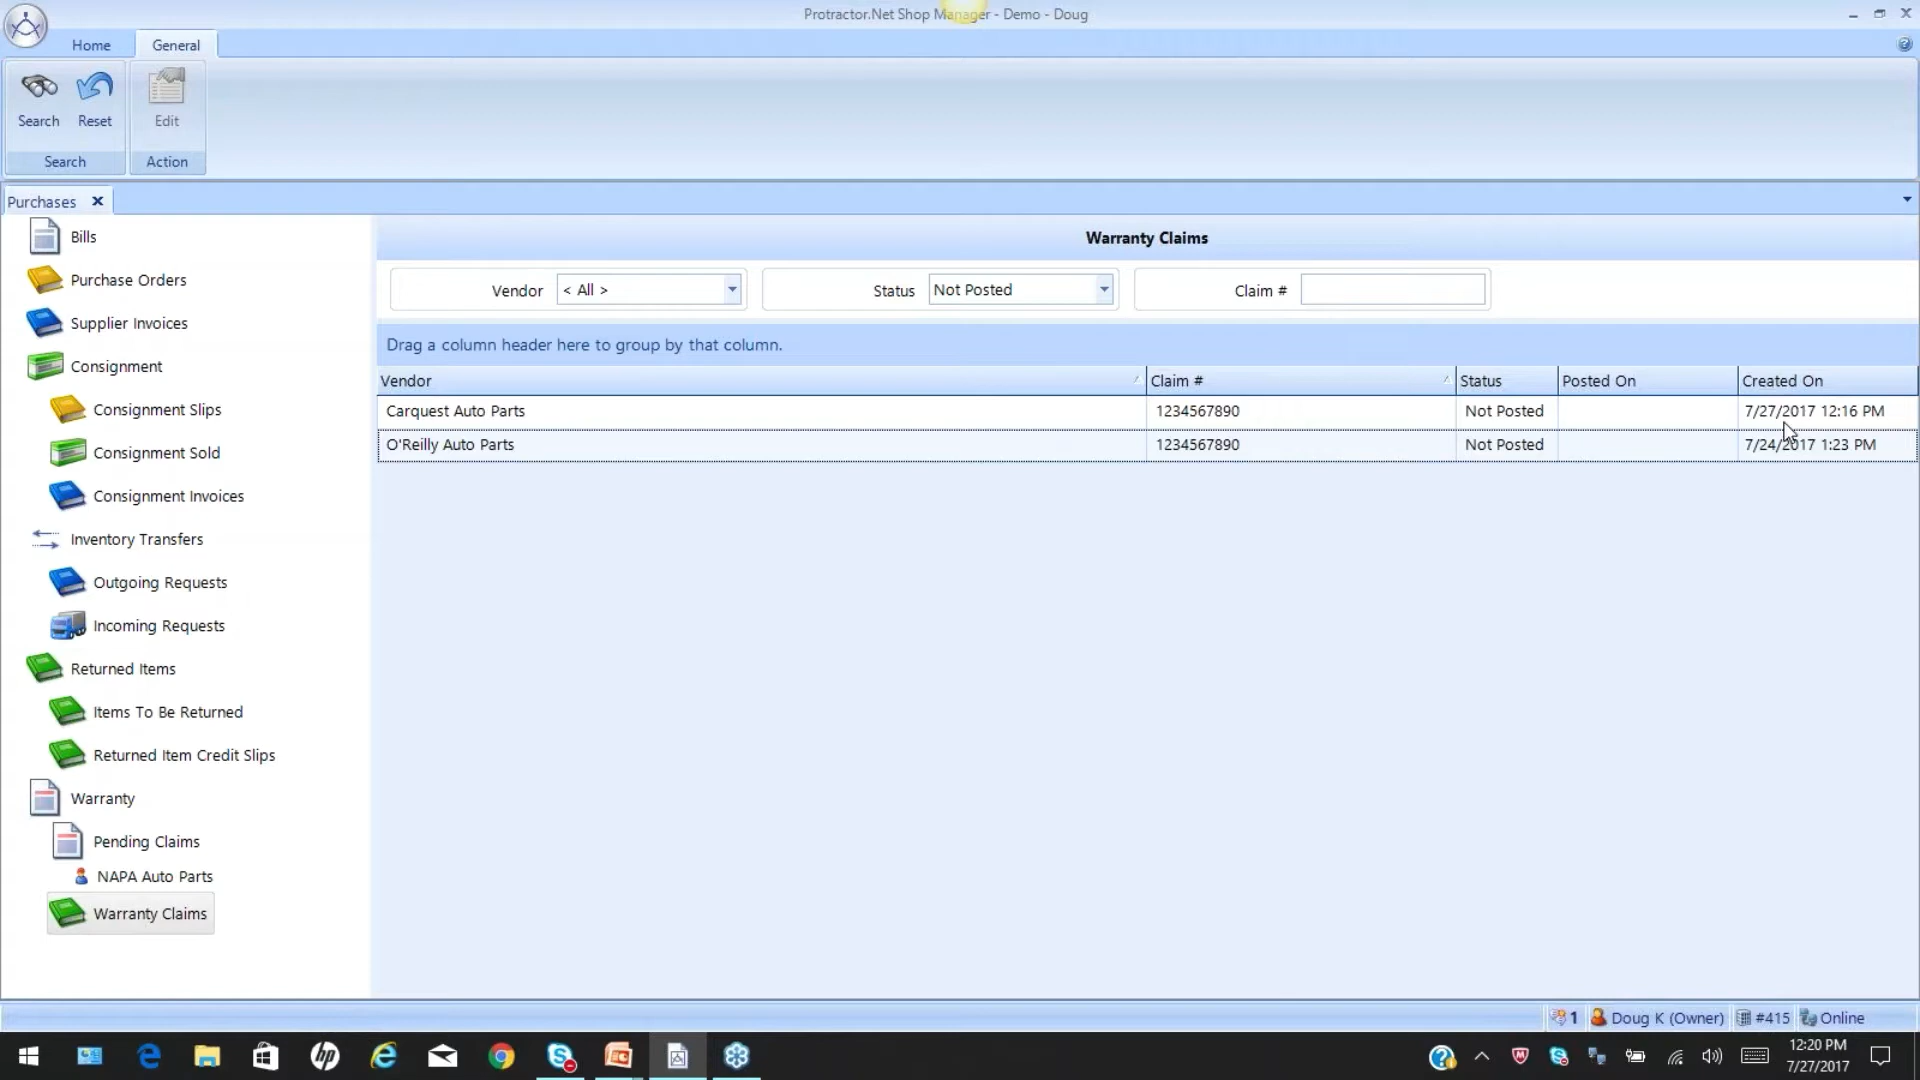 Protractor.Net Shop Manager - Demo - Doug
Home
General
Search
Reset
Edit
Search
Action
Purchases
Bills
Purchase Orders
Supplier Invoices
Consignment
Consignment Slips
Consignment Sold
Consignment Invoices
Inventory Transfers
Outgoing Requests
Incoming Requests
Returned Items
Items To Be Returned
Returned Item Credit Slips
Warranty
Pending Claims
NAPA Auto Parts
Warranty Claims
Warranty Claims
Vendor < All >
Status Not Posted
Claim #
Drag a column header here to group by that column.
Vendor Claim # Status Posted On Created On
Carquest Auto Parts 1234567890 Not Posted 7/27/2017 12:16 PM
O'Reilly Auto Parts 1234567890 Not Posted 7/24/2017 1:23 PM
1 Doug K (Owner) #415 Online
12:20 PM
7/27/2017